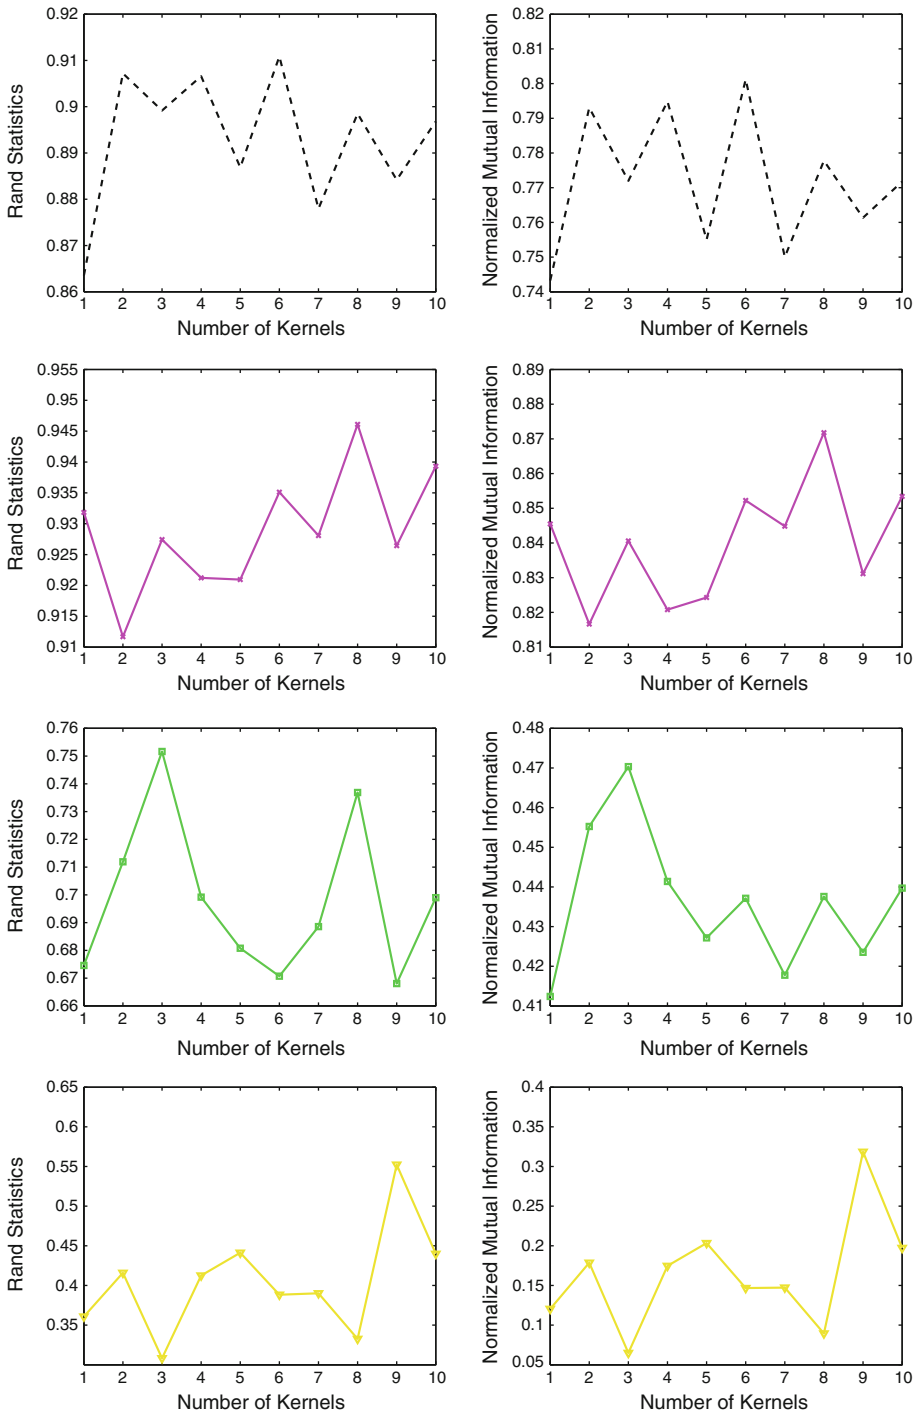 0.92
0.91
0.9
0.89
0.88
0.87
0.86
Rand Statistics
1 2 3 4 5 6 7 8 9 10
Number of Kernels
0.82
0.81
0.8
0.79
0.78
0.77
0.76
0.75
0.74
Normalized Mutual Information
1 2 3 4 5 6 7 8 9 10
Number of Kernels
0.955
0.95
0.945
0.94
0.935
0.93
0.925
0.92
0.915
0.91
Rand Statistics
1 2 3 4 5 6 7 8 9 10
Number of Kernels
0.89
0.88
0.87
0.86
0.85
0.84
0.83
0.82
0.81
Normalized Mutual Information
1 2 3 4 5 6 7 8 9 10
Number of Kernels
0.76
0.75
0.74
0.73
0.72
0.71
0.7
0.69
0.68
0.67
0.66
Rand Statistics
1 2 3 4 5 6 7 8 9 10
Number of Kernels
0.48
0.47
0.46
0.45
0.44
0.43
0.42
0.41
Normalized Mutual Information
1 2 3 4 5 6 7 8 9 10
Number of Kernels
0.65
0.6
0.55
0.5
0.45
0.4
0.35
Rand Statistics
1 2 3 4 5 6 7 8 9 10
Number of Kernels
0.4
0.35
0.3
0.25
0.2
0.15
0.1
0.05
Normalized Mutual Information
1 2 3 4 5 6 7 8 9 10
Number of Kernels